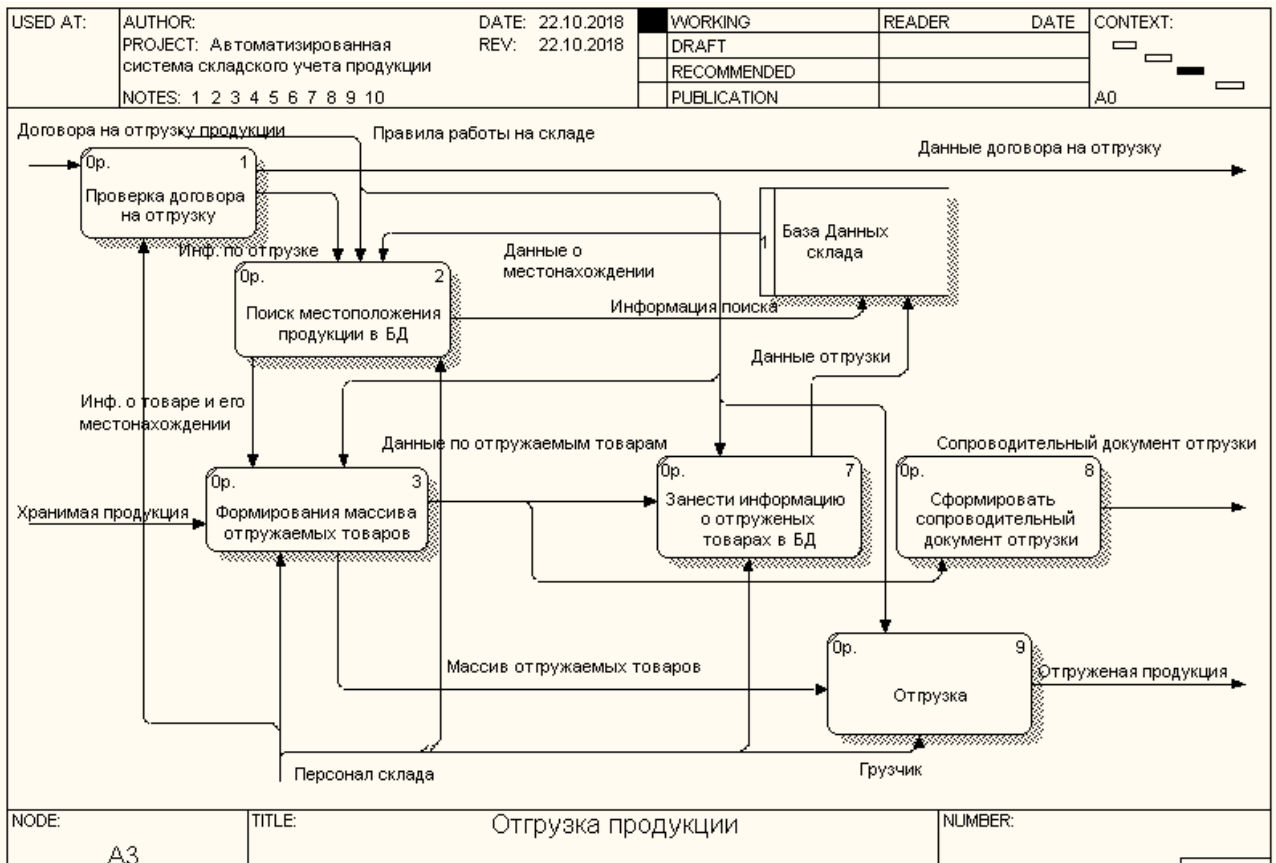 USED AT:
AUTHOR:
DATE: 22.10.2018
WORKING
READER
DATE
CONTEXT:
PROJECT: Автоматизированная
REV: 22.10.2018
DRAFT
система складского учета продукции
RECOMMENDED
NOTES: 1 2 3 4 5 6 7 8 9 10
PUBLICATION
A0
Договора на отгрузку продукции
Правила работы на складе
Данные договора на отгрузку
0р.
1
Проверка договора
на отгрузку
База Данных
склада
1
Инф. по отгрузке
Данные о
местонахождении
0р.
2
Поиск местоположения
продукции в БД
Информация поиска
Данные отгрузки
Инф. о товаре и его
местонахождении
Данные по отгружаемым товарам
Сопроводительный документ отгрузки
0р.
3
Формирования массива
отгружаемых товаров
0р.
7
Занести информацию
о отгруженых
товарах в БД
0р.
8
Сформировать
сопроводительный
документ отгрузки
Хранимая продукция
0р.
9
Отгрузка
Массив отгружаемых товаров
Отгруженая продукция
Персонал склада
Грузчик
NODE:
TITLE:
Отгрузка продукции
NUMBER:
A3